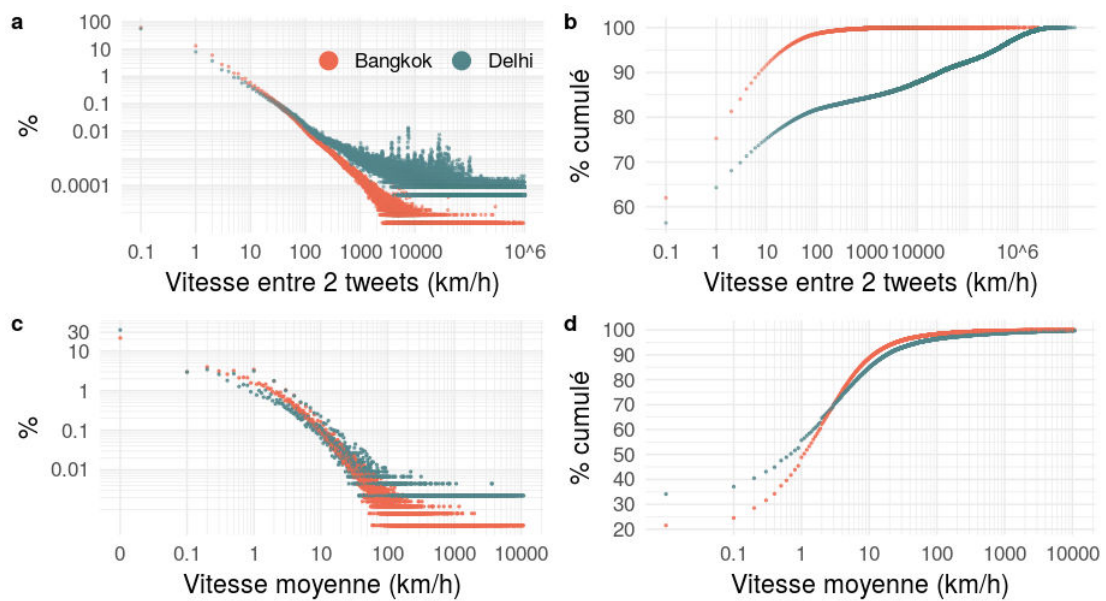 a
100
10
1
0.1
0.01
0.0001
%
Bangkok
Delhi
0.1 1 10 100 1000 10000 10^6
Vitesse entre 2 tweets (km/h)
b
100
90
80
70
60
% cumulé
0.1 1 10 100 1000 10000 10^6
Vitesse entre 2 tweets (km/h)
c
30
10
1
0.1
0.01
%
0 0.1 1 10 100 1000 10000
Vitesse moyenne (km/h)
d
100
90
80
70
60
50
40
30
20
% cumulé
0.1 1 10 100 1000 10000
Vitesse moyenne (km/h)